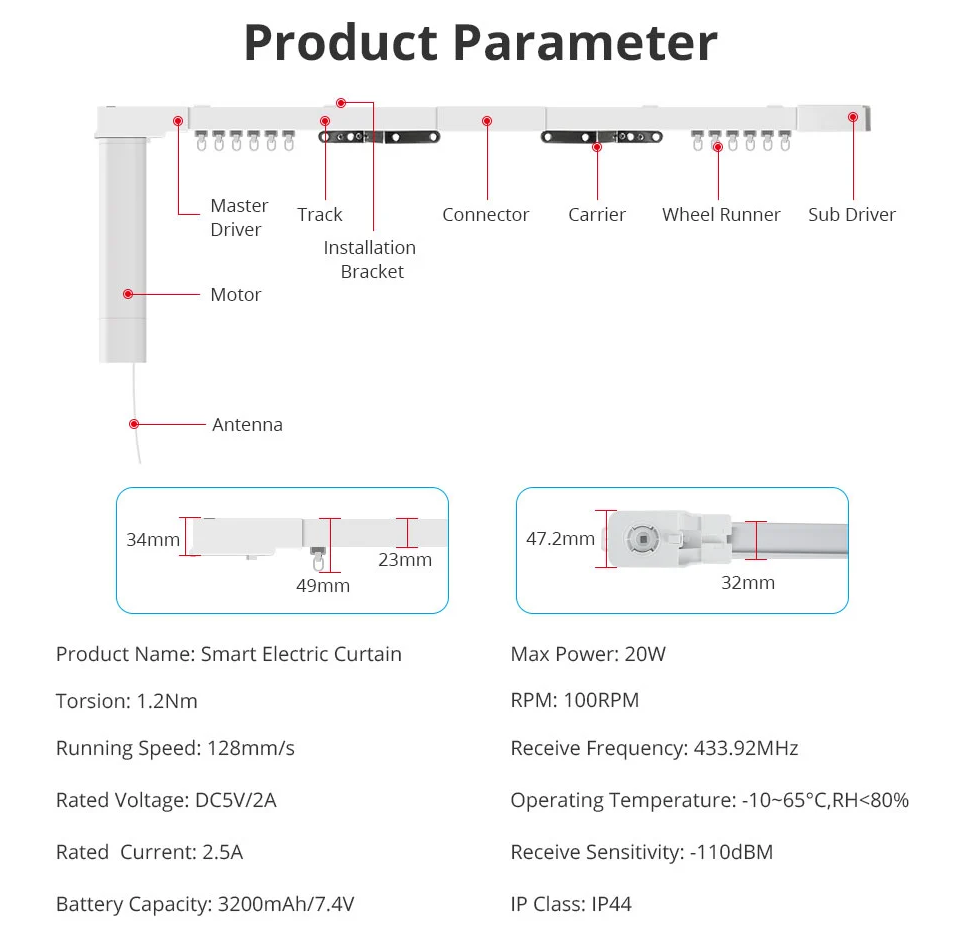 Product Parameter
Master
Driver
Track
Installation
Bracket
Connector
Carrier
Wheel Runner
Sub Driver
Motor
Antenna
34mm
49mm
23mm
47.2mm
32mm
Product Name: Smart Electric Curtain
Max Power: 20W
Torsion: 1.2Nm
RPM: 100RPM
Running Speed: 128mm/s
Receive Frequency: 433.92MHz
Rated Voltage: DC5V/2A
Operating Temperature: -10~65°C,RH<80%
Rated  Current: 2.5A
Receive Sensitivity: -110dBM
Battery Capacity: 3200mAh/7.4V
IP Class: IP44